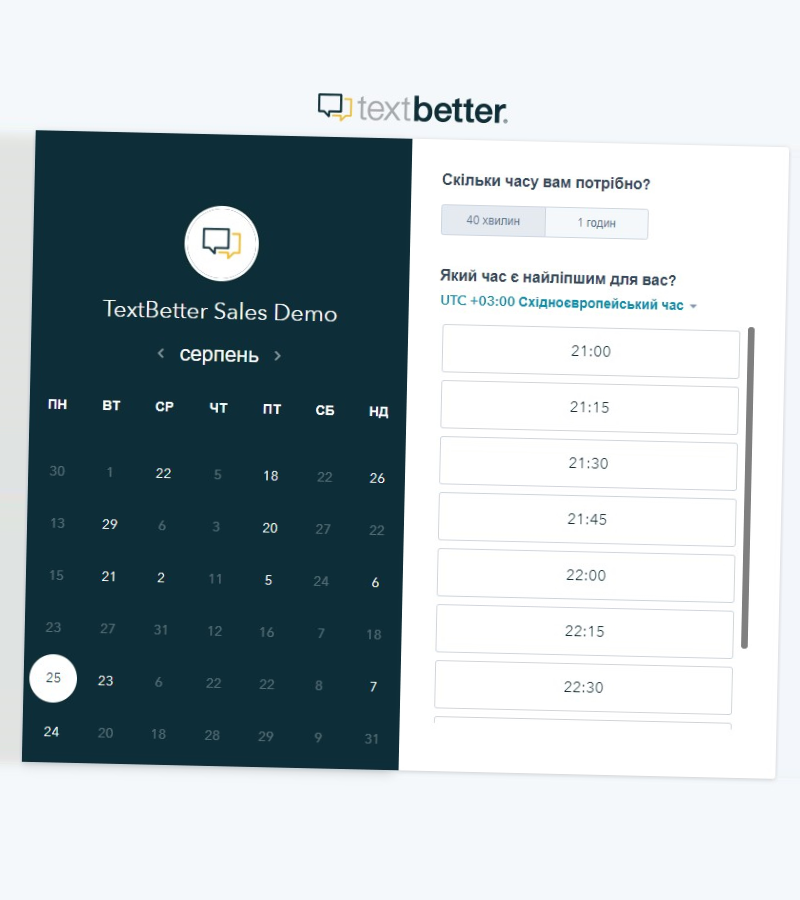 textbetter.
TextBetter Sales Demo
серпень
ПН ВТ СР ЧТ ПТ СБ НД
30 1 22 5 18 22 26
13 29 6 3 20 27 22
15 21 2 11 5 24 6
23 27 31 12 16 7 18
25 23 6 22 22 8 7
24 20 18 28 29 9 31
Скільки часу вам потрібно?
40 хвилин 1 годин
Який час є найліпшим для вас?
UTC +03:00 Східноєвропейський час
21:00
21:15
21:30
21:45
22:00
22:15
22:30